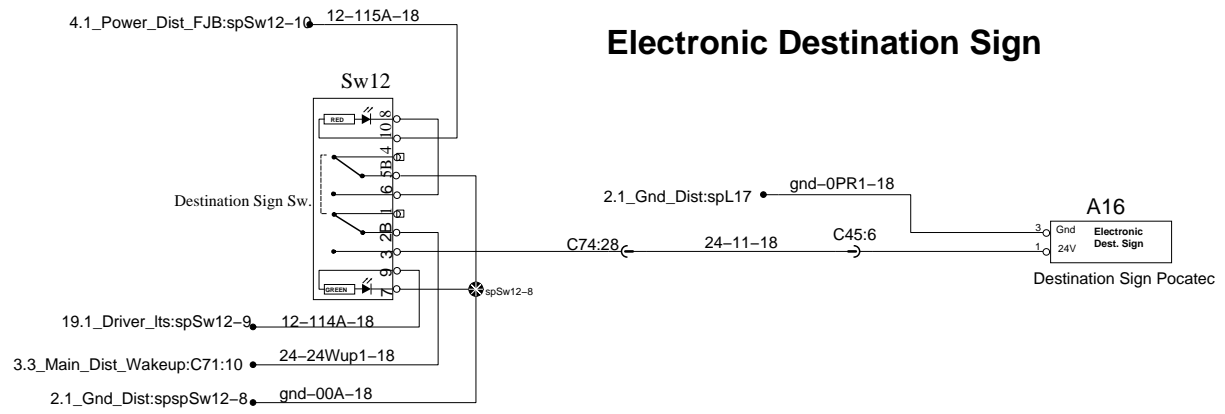 4.1_Power_Dist_FJB:spSw12–10
12–115A–18
Electronic Destination Sign
Sw12
RED
8
10
4
5B
6
1
2B
3
9
7
GREEN
Destination Sign Sw.
2.1_Gnd_Dist:spL17
gnd–0PR1–18
A16
3
Gnd
Electronic
Dest. Sign
1
24V
C74:28
24–11–18
C45:6
Destination Sign Pocatec
spSw12–8
19.1_Driver_lts:spSw12–9
12–114A–18
3.3_Main_Dist_Wakeup:C71:10
24–24Wup1–18
2.1_Gnd_Dist:spspSw12–8
gnd–00A–18